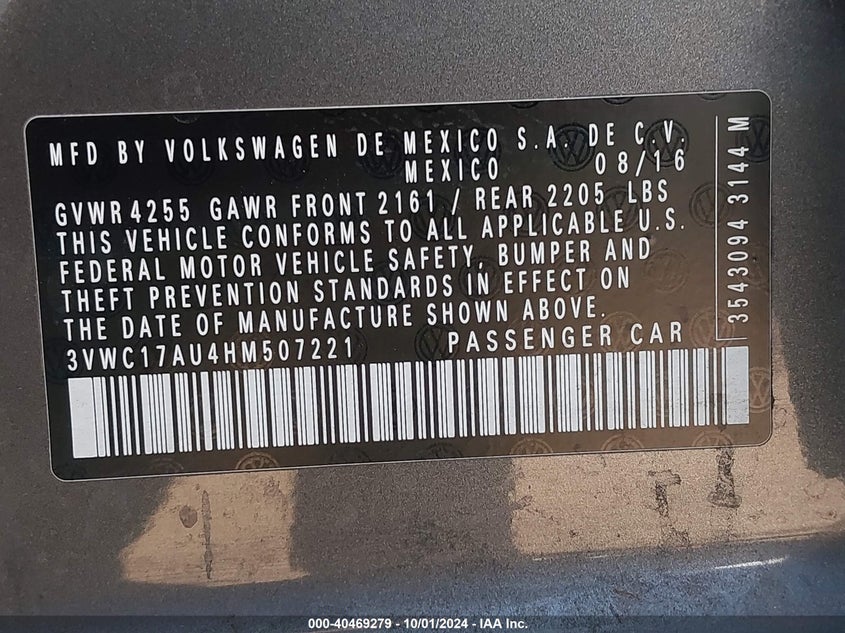 MFD BY VOLKSWAGEN DE MEXICO S.A. DE C.V.
MEXICO 08/16
GVWR 4255 GAWR FRONT 2161 / REAR 2205 LBS
THIS VEHICLE CONFORMS TO ALL APPLICABLE U.S.
FEDERAL MOTOR VEHICLE SAFETY, BUMPER AND
THEFT PREVENTION STANDARDS IN EFFECT ON
THE DATE OF MANUFACTURE SHOWN ABOVE.
3VWC17AU4HM507221 PASSENGER CAR
3543094 3144 M
000-40469279 - 10/01/2024 - IAA Inc.